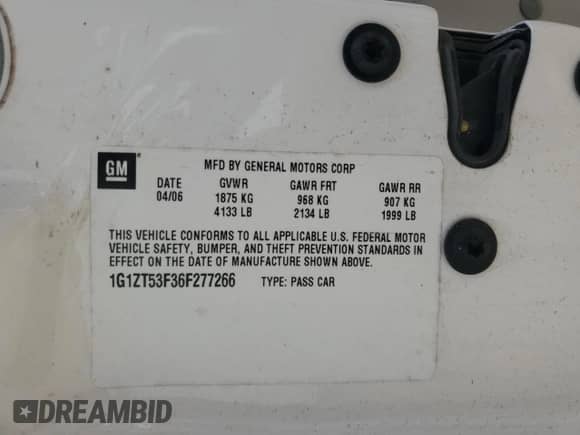 GM
MFD BY GENERAL MOTORS CORP
DATE GVWR GAWR FRT GAWR RR
04/06 1875 KG 968 KG 907 KG
4133 LB 2134 LB 1999 LB
THIS VEHICLE CONFORMS TO ALL APPLICABLE U.S. FEDERAL MOTOR
VEHICLE SAFETY, BUMPER, AND THEFT PREVENTION STANDARDS IN
EFFECT ON THE DATE OF MANUFACTURE SHOWN ABOVE.
1G1ZT53F36F277266 TYPE: PASS CAR
DREAMBID